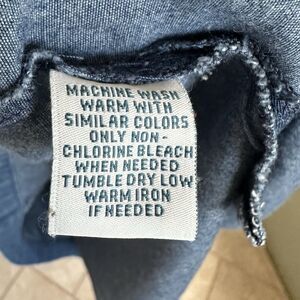 MACHINE WASH
WARM WITH
SIMILAR COLORS
ONLY NON-
CHLORINE BLEACH
WHEN NEEDED
TUMBLE DRY LOW
WARM IRON
IF NEEDED